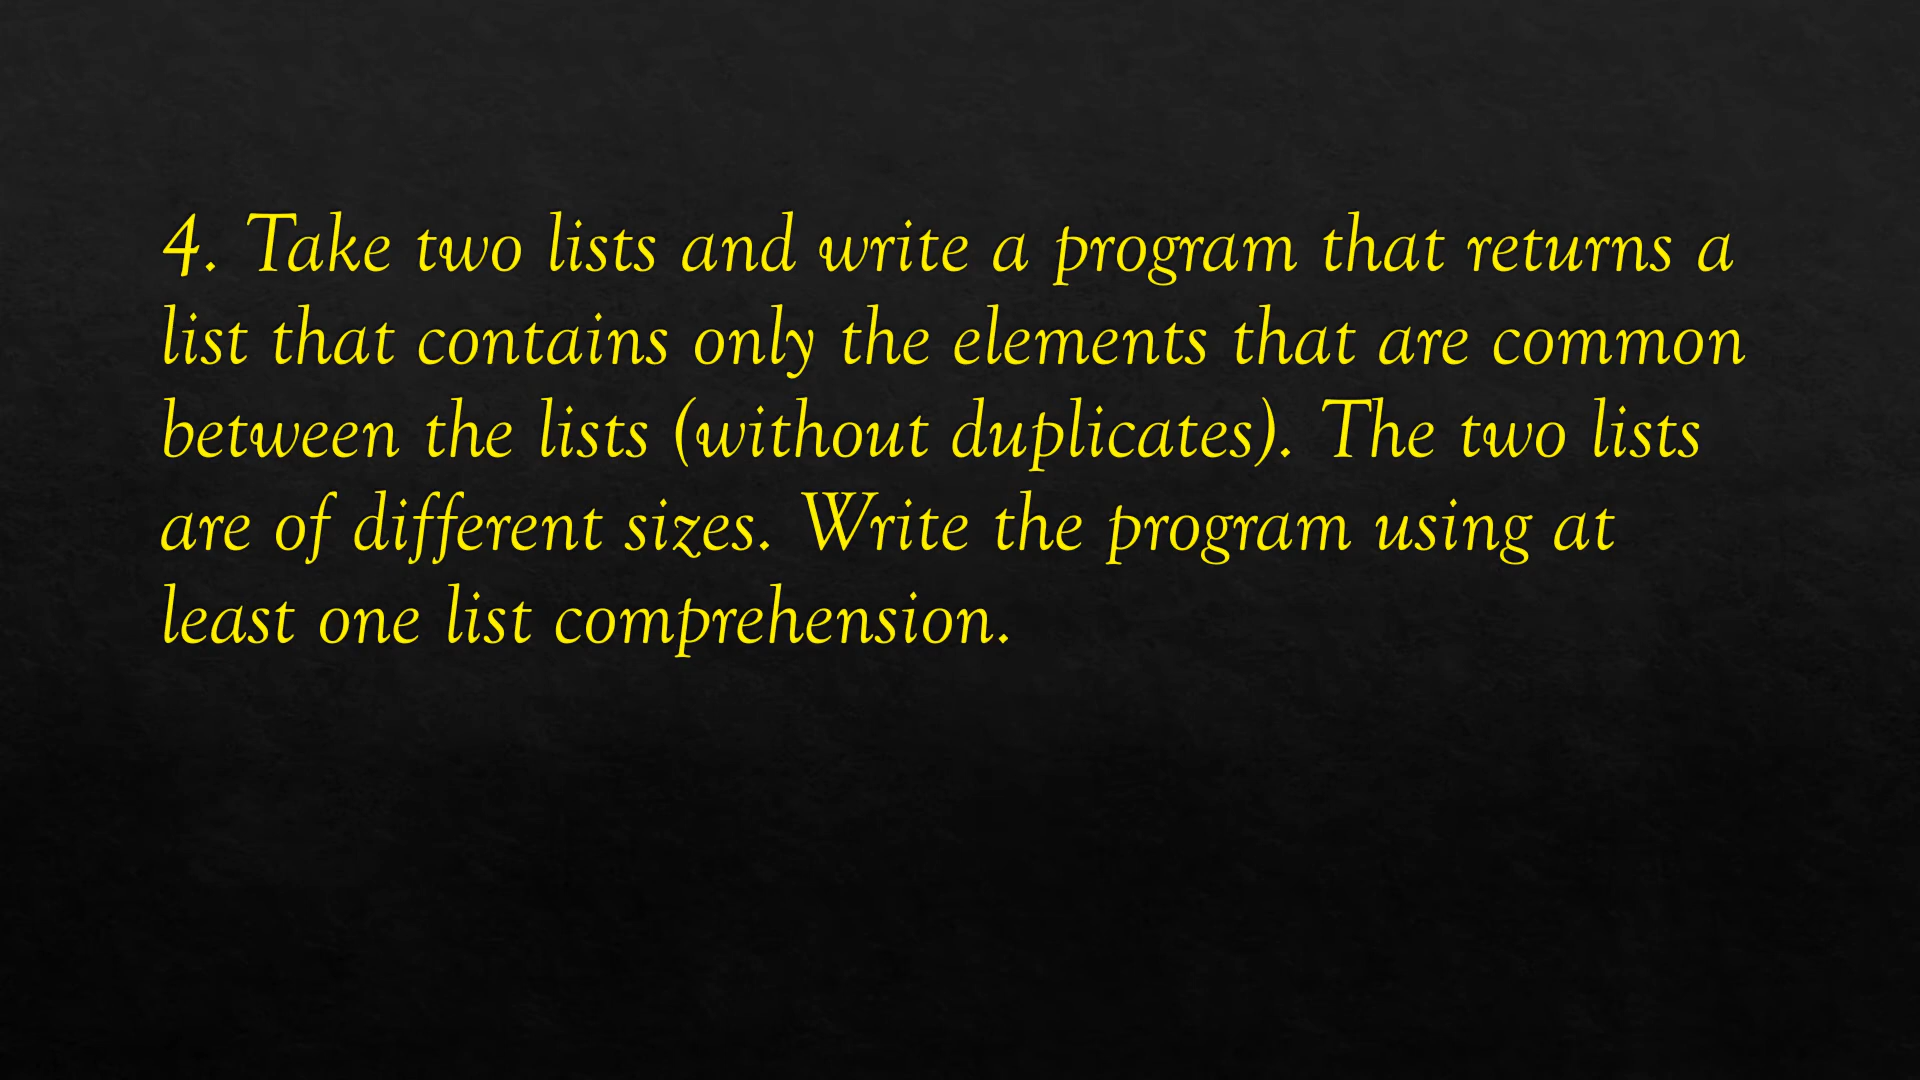 4. Take two lists and write a program that returns a
list that contains only the elements that are common
between the lists (without duplicates). The two lists
are of different sizes. Write the program using at
least one list comprehension.